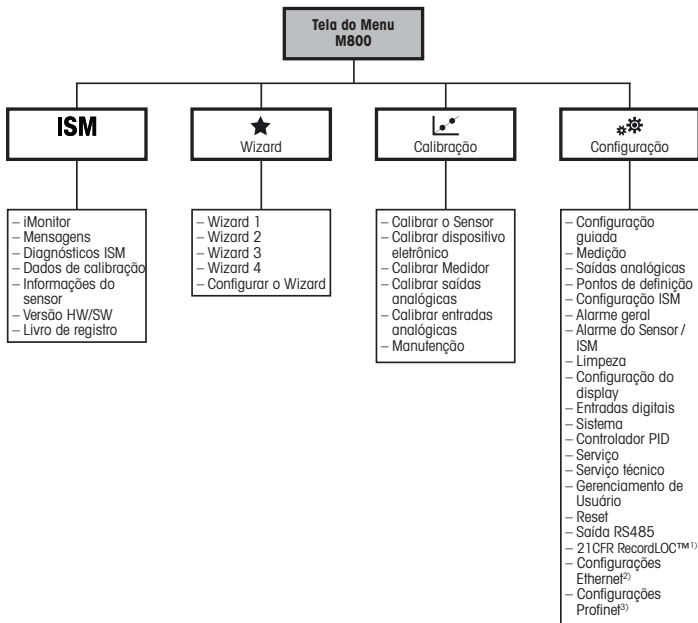 Tela do Menu
M800
ISM
Wizard
Calibração
Configuração
– iMonitor
– Mensagens
– Diagnósticos ISM
– Dados de calibração
– Informações do
sensor
– Versão HW/SW
– Livro de registro
– Wizard 1
– Wizard 2
– Wizard 3
– Wizard 4
– Configurar o Wizard
– Calibrar o Sensor
– Calibrar dispositivo
eletrônico
– Calibrar Medidor
– Calibrar saídas
analógicas
– Calibrar entradas
analógicas
– Manutenção
– Configuração
guiada
– Medição
– Saídas analógicas
– Pontos de definição
– Configuração ISM
– Alarme geral
– Alarme do Sensor /
ISM
– Limpeza
– Configuração do
display
– Entradas digitais
– Sistema
– Controlador PID
– Serviço
– Serviço técnico
– Gerenciamento de
Usuário
– Reset
– Saída RS485
– 21CFR RecordLOC™1)
– Configurações
Ethernet2)
– Configurações
Profinet3)